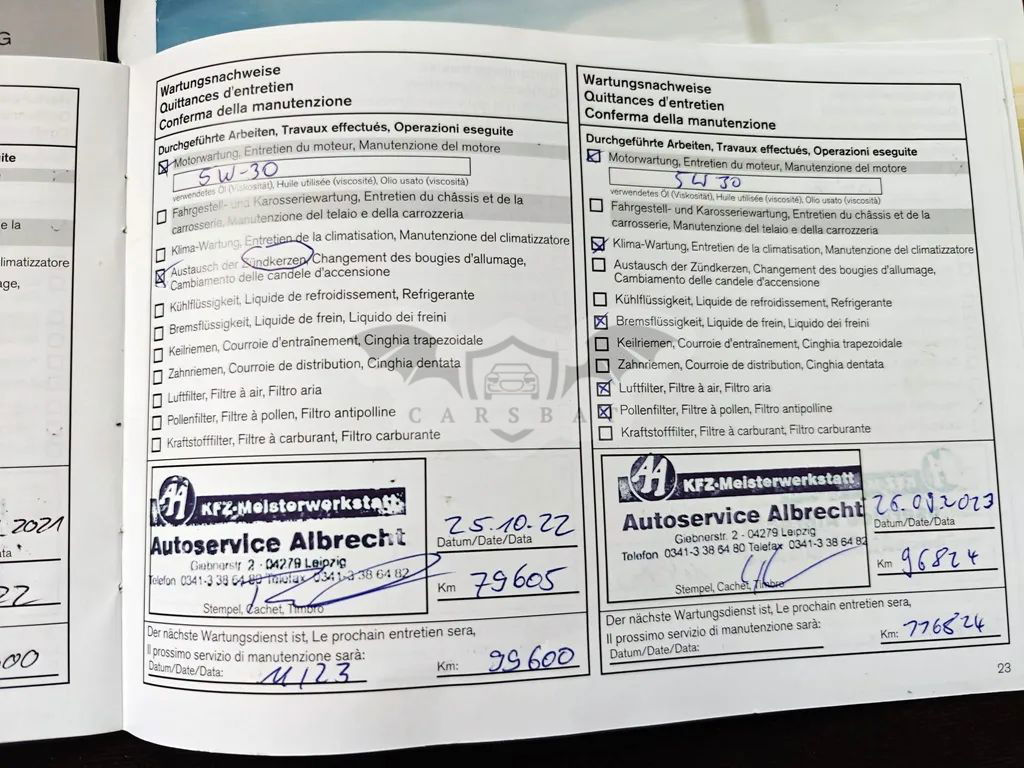 G
ite
e la
limatizzatore
age,
2021
ata
22
00
Wartungsnachweise
Quittances d'entretien
Conferma della manutenzione
Durchgeführte Arbeiten, Travaux effectués, Operazioni eseguite
Motorwartung, Entretien du moteur, Manutenzione del motore
5W-30
verwendetes Öl (Viskosität), Huile utilisée (viscosité), Olio usato (viscosità)
Fahrgestell- und Karosseriewartung, Entretien du châssis et de la
carrosserie, Manutenzione del telaio e della carrozzeria
Klima-Wartung, Entretien de la climatisation, Manutenzione del climatizzatore
Austausch der Zündkerzen, Changement des bougies d'allumage,
Cambiamento delle candele d'accensione
Kühlflüssigkeit, Liquide de refroidissement, Refrigerante
Bremsflüssigkeit, Liquide de frein, Liquido dei freini
Keilriemen, Courroie d'entraînement, Cinghia trapezoidale
Zahnriemen, Courroie de distribution, Cinghia dentata
Luftfilter, Filtre à air, Filtro aria
Pollenfilter, Filtre à pollen, Filtro antipolline
Kraftstofffilter, Filtre à carburant, Filtro carburante
AA KFZ-Meisterwerkstatt
Autoservice Albrecht
Giebnerstr. 2 · 04279 Leipzig
Telefon 0341-3 38 64 80 Telefax 0341-3 38 64 82
Stempel, Cachet, Timbro
25.10.22
Datum/Date/Data
Km 79605
Der nächste Wartungsdienst ist, Le prochain entretien sera,
Il prossimo servizio di manutenzione sarà:
Datum/Date/Data: 11/23 Km: 99600
Wartungsnachweise
Quittances d'entretien
Conferma della manutenzione
Durchgeführte Arbeiten, Travaux effectués, Operazioni eseguite
Motorwartung, Entretien du moteur, Manutenzione del motore
5W30
verwendetes Öl (Viskosität), Huile utilisée (viscosité), Olio usato (viscosità)
Fahrgestell- und Karosseriewartung, Entretien du châssis et de la
carrosserie, Manutenzione del telaio e della carrozzeria
Klima-Wartung, Entretien de la climatisation, Manutenzione del climatizzatore
Austausch der Zündkerzen, Changement des bougies d'allumage,
Cambiamento delle candele d'accensione
Kühlflüssigkeit, Liquide de refroidissement, Refrigerante
Bremsflüssigkeit, Liquide de frein, Liquido dei freini
Keilriemen, Courroie d'entraînement, Cinghia trapezoidale
Zahnriemen, Courroie de distribution, Cinghia dentata
Luftfilter, Filtre à air, Filtro aria
Pollenfilter, Filtre à pollen, Filtro antipolline
Kraftstofffilter, Filtre à carburant, Filtro carburante
AA KFZ-Meisterwerkstatt
Autoservice Albrecht
Giebnerstr. 2 · 04279 Leipzig
Telefon 0341-3 38 64 80 Telefax 0341-3 38 64 82
Stempel, Cachet, Timbro
26.09.2023
Datum/Date/Data
Km 96824
Der nächste Wartungsdienst ist, Le prochain entretien sera,
Il prossimo servizio di manutenzione sarà:
Datum/Date/Data: Km: 116824
23
CARSBA